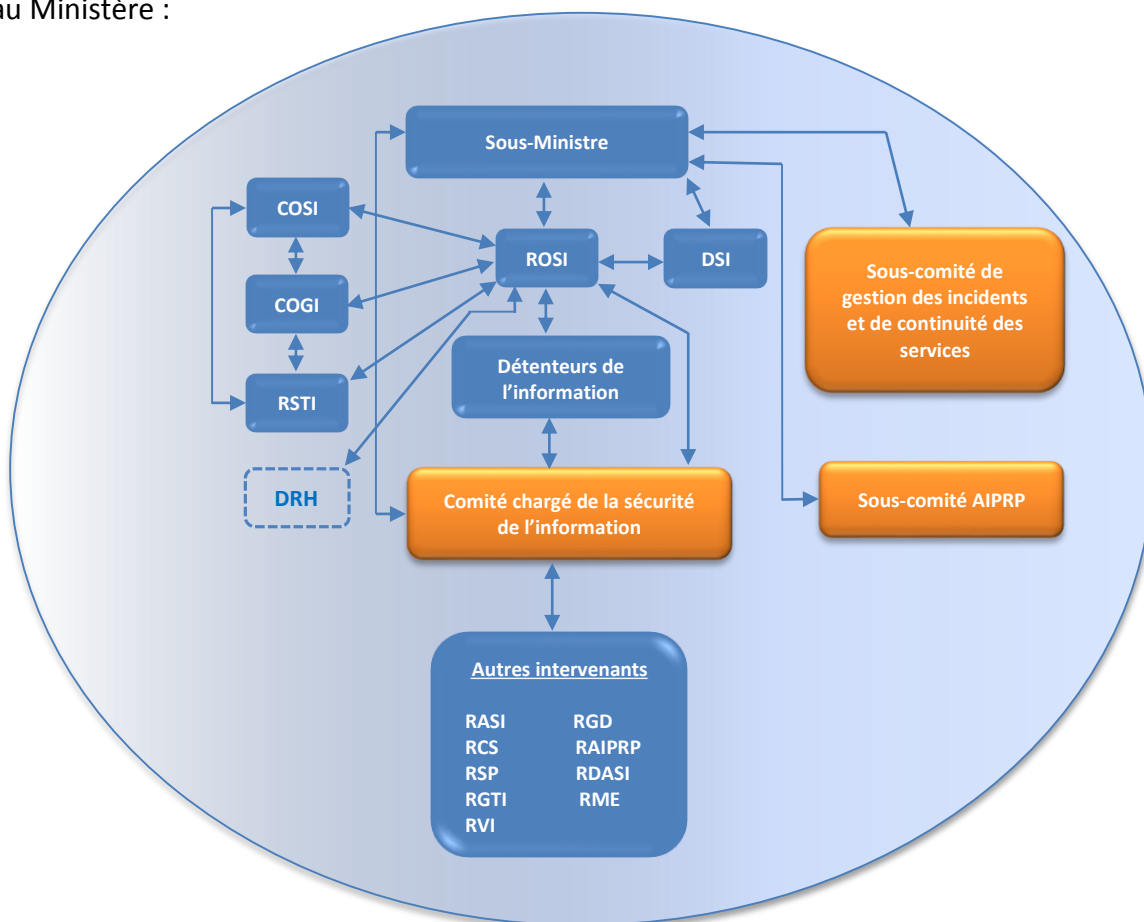 au Ministère :
Sous-Ministre
COSI
ROSI
DSI
Sous-comité de
gestion des incidents
et de continuité des
services
COGI
Détenteurs de
l’information
RSTI
DRH
Comité chargé de la sécurité
de l’information
Sous-comité AIPRP
Autres intervenants
RASI RGD
RCS RAIPRP
RSP RDASI
RGTI RME
RVI